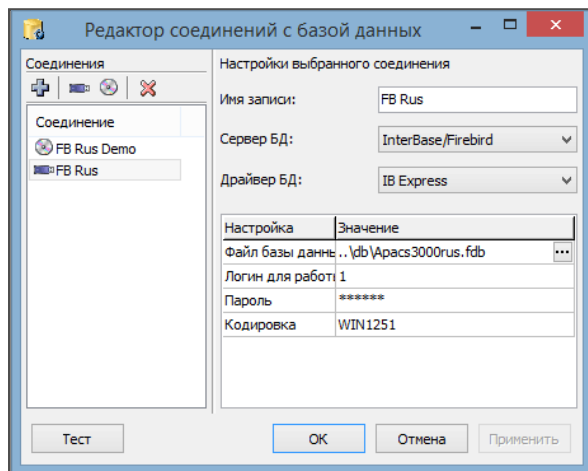 Редактор соединений с базой данных
Соединения
Соединение
FB Rus Demo
FB Rus
Настройки выбранного соединения
Имя записи: FB Rus
Сервер БД: InterBase/Firebird
Драйвер БД: IB Express
Настройка Значение
Файл базы даннь ..\db\Apacs3000rus.fdb ...
Логин для работ 1
Пароль ******
Кодировка WIN1251
Тест
OK
Отмена
Применить